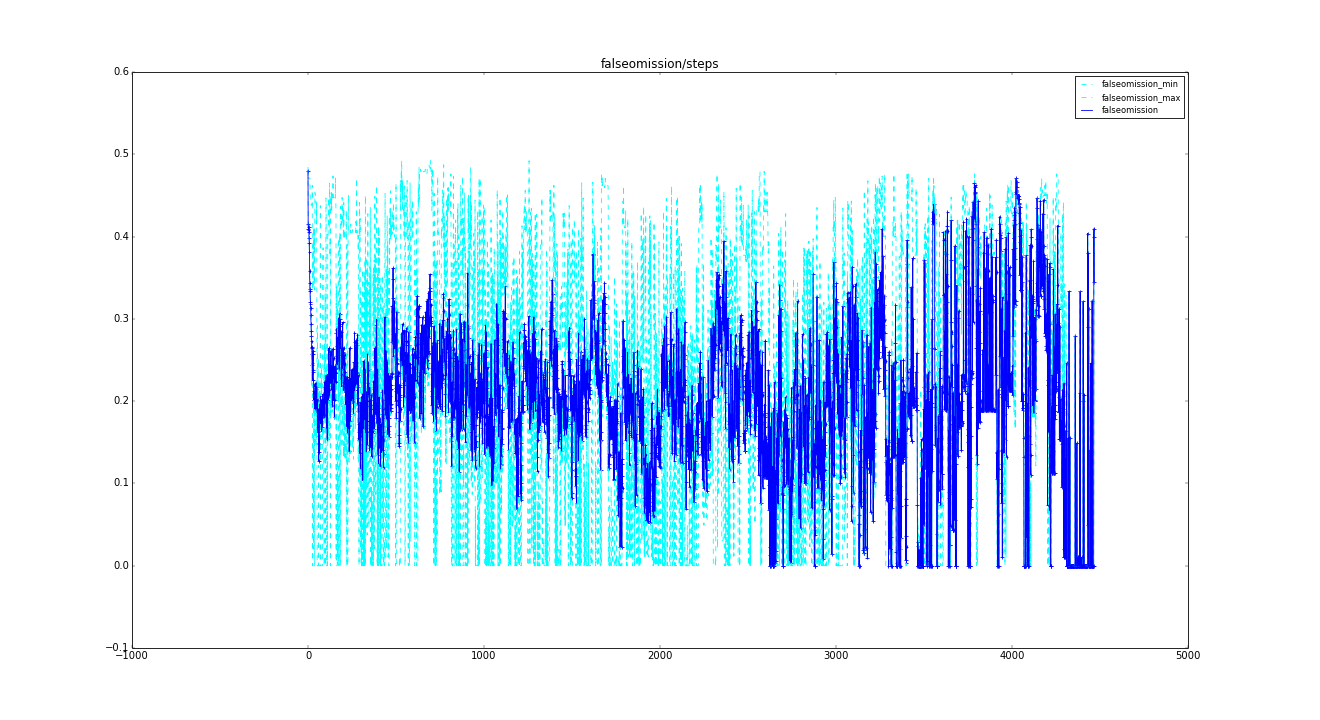 falseomission/steps
0.6
0.5
0.4
0.3
0.2
0.1
0.0
−0.1
−1000 0 1000 2000 3000 4000 5000
falseomission_min
falseomission_max
falseomission